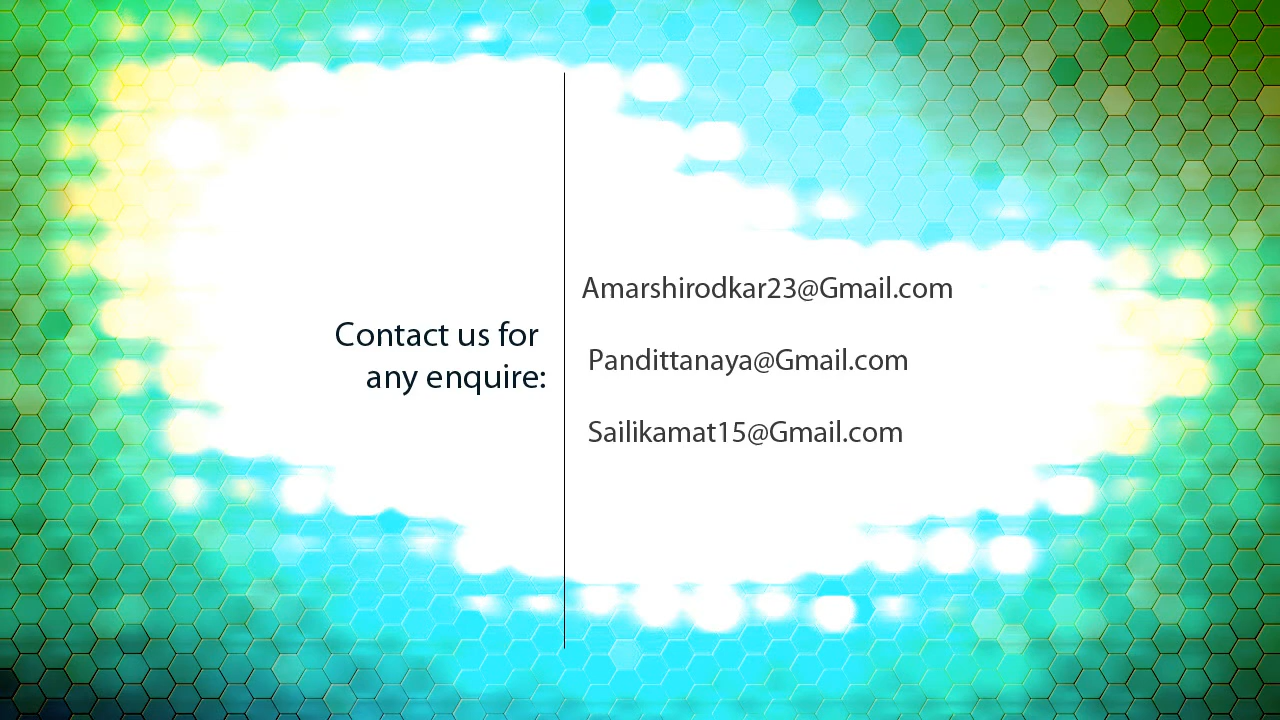 Contact us for
any enquire:
Amarshirodkar23@Gmail.com
Pandittanaya@Gmail.com
Sailikamat15@Gmail.com